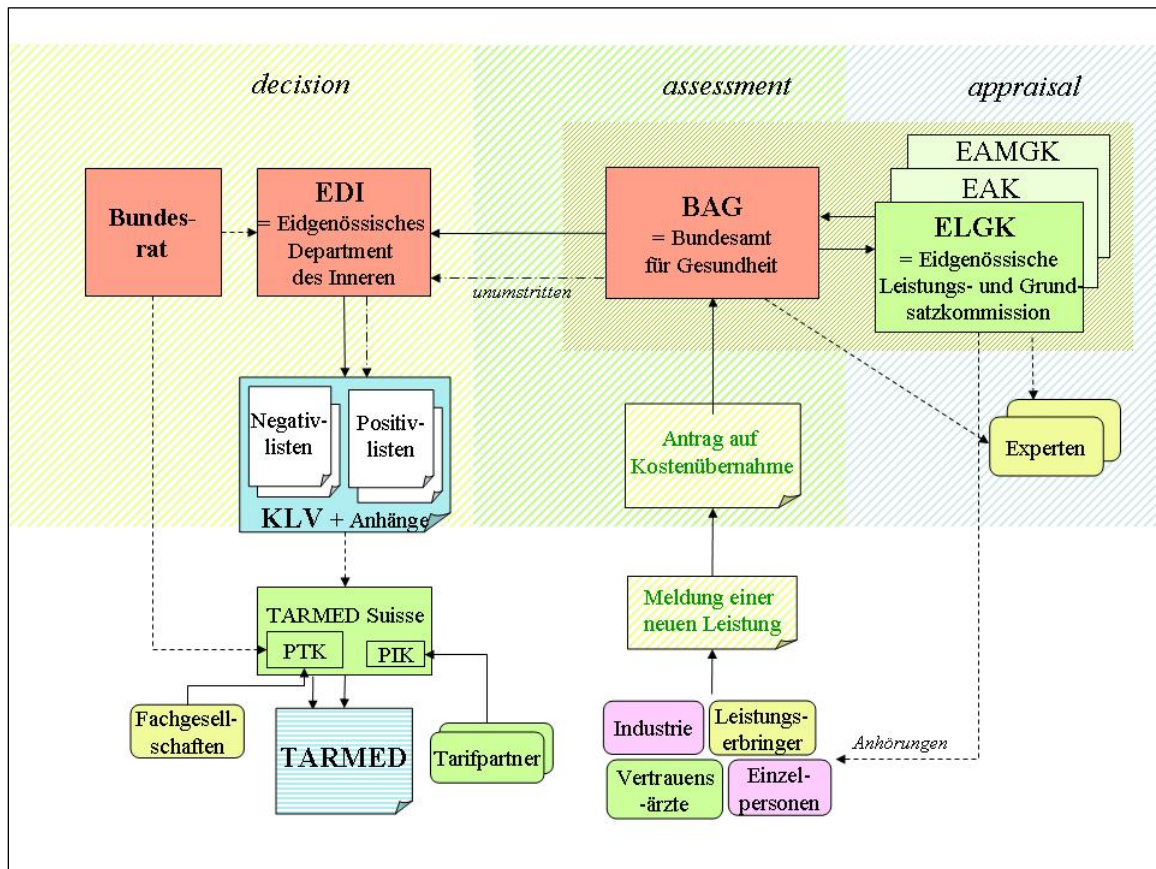 decision
assessment
appraisal
Bundes-
rat
EDI
= Eidgenössisches
Department
des Inneren
BAG
= Bundesamt
für Gesundheit
EAMGK
EAK
ELGK
= Eidgenössische
Leistungs- und Grund-
satzkommission
unumstritten
Negativ-
listen
Positiv-
listen
KLV + Anhänge
Antrag auf
Kostenübernahme
Experten
TARMED Suisse
PTK
PIK
Meldung einer
neuen Leistung
Fachgesell-
schaften
TARMED
Tarifpartner
Industrie
Leistungs-
erbringer
Vertrauens
-ärzte
Einzel-
personen
Anhörungen